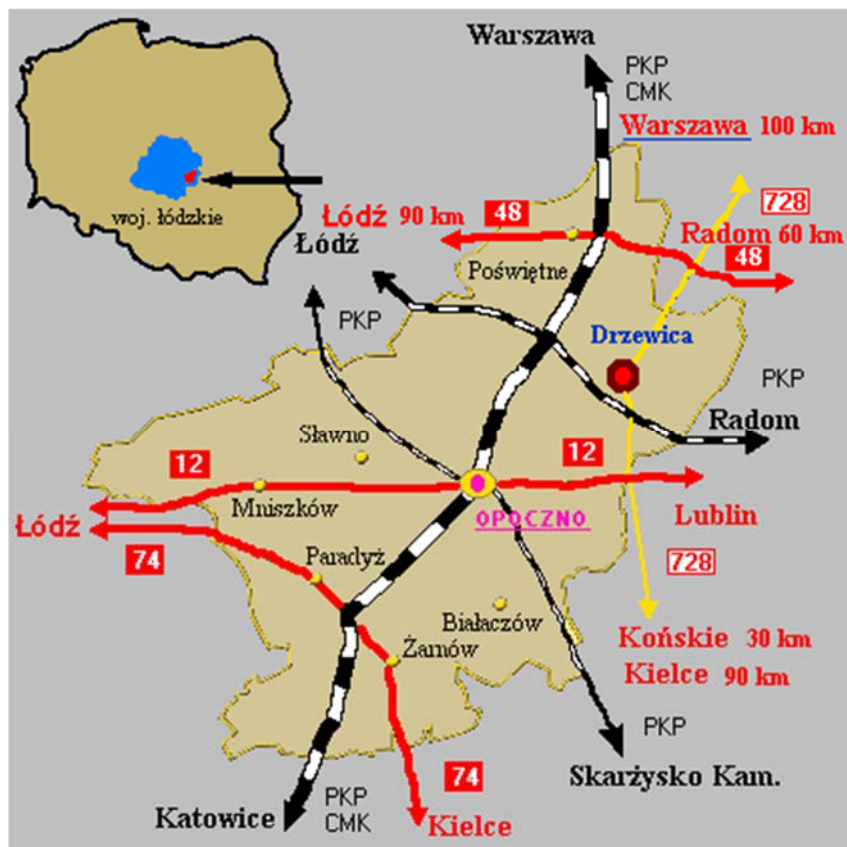 Warszawa
PKP
CMK
Warszawa 100 km
woj. łódzkie
728
Łódź 90 km
48
Radom 60 km
Łódź
48
Poświętne
PKP
Drzewica
PKP
Radom
Sławno
12
12
Mniszków
Łódź
OPOCZNO
Lublin
74
Paradyż
728
Białaczów
Żarnów
Końskie 30 km
Kielce 90 km
PKP
74
Skarżysko Kam.
Katowice
PKP
CMK
Kielce